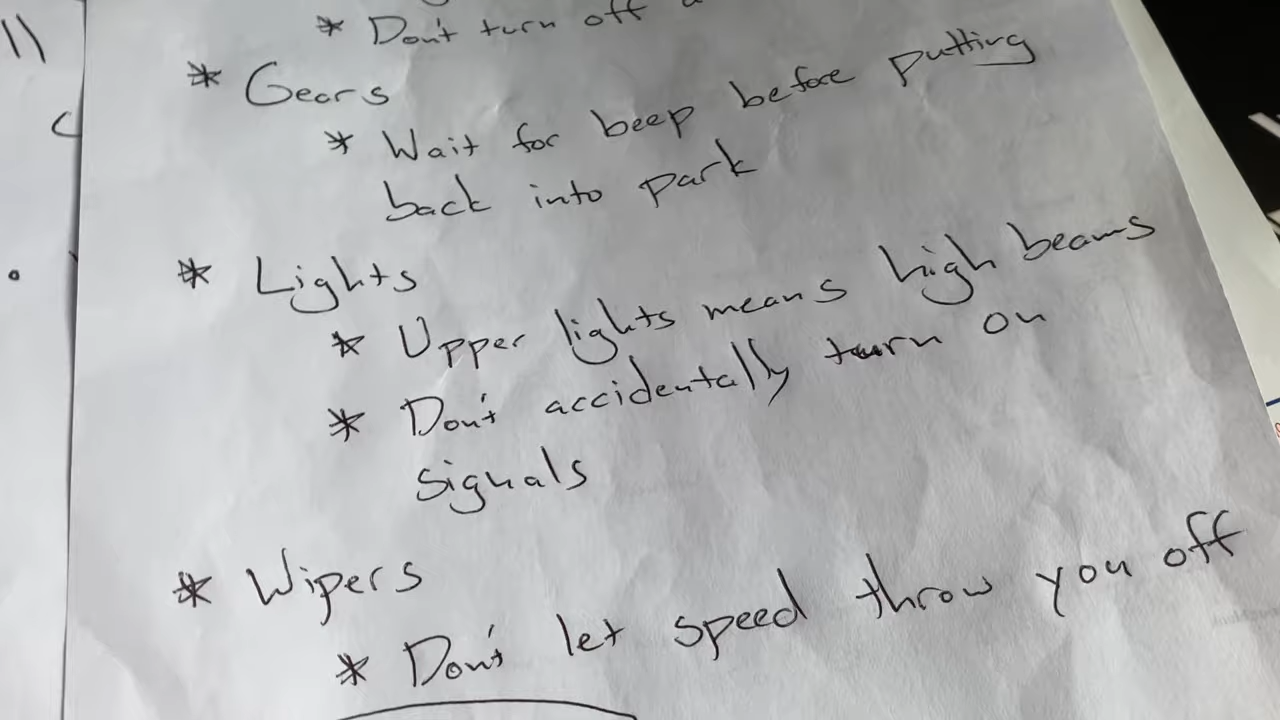 * Don't turn off a
* Gears
* Wait for beep before putting
back into park
* Lights
* Upper lights means high beams
* Don't accidentally turn on
signals
* Wipers
* Don't let speed throw you off